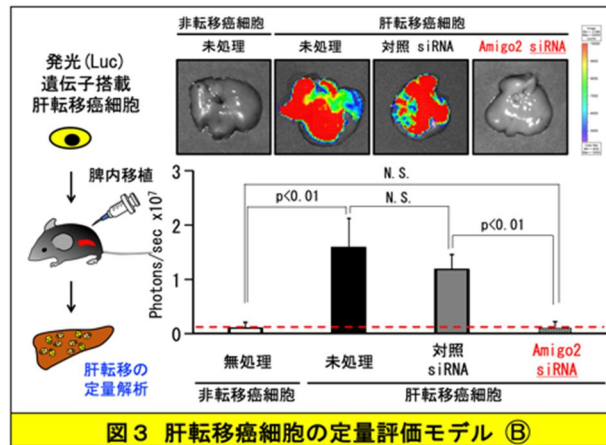 非転移癌細胞
肝転移癌細胞
未処理
未処理
対照 siRNA
Amigo2 siRNA
発光(Luc)
遺伝子搭載
肝転移癌細胞
脾内移植
肝転移の
定量解析
Photons/sec x10⁷
3
2
1
0
N.S.
p<0.01
N.S.
p<0.01
無処理
未処理
対照
siRNA
Amigo2
siRNA
非転移癌細胞
肝転移癌細胞
図3 肝転移癌細胞の定量評価モデル Ⓑ